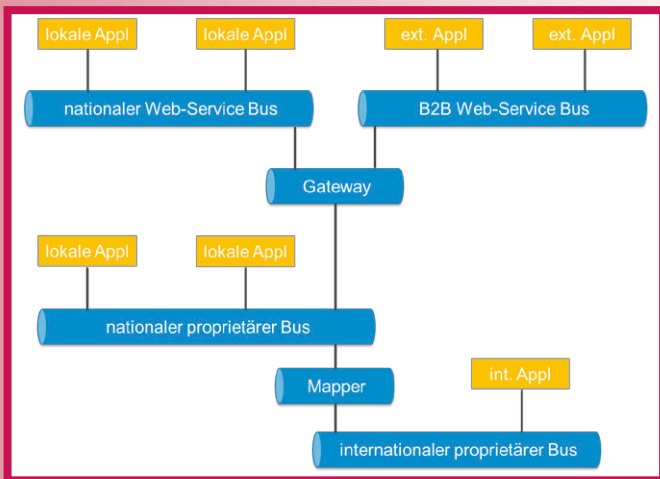 lokale Appl
lokale Appl
ext. Appl
ext. Appl
nationaler Web-Service Bus
B2B Web-Service Bus
Gateway
lokale Appl
lokale Appl
nationaler proprietärer Bus
Mapper
int. Appl
internationaler proprietärer Bus